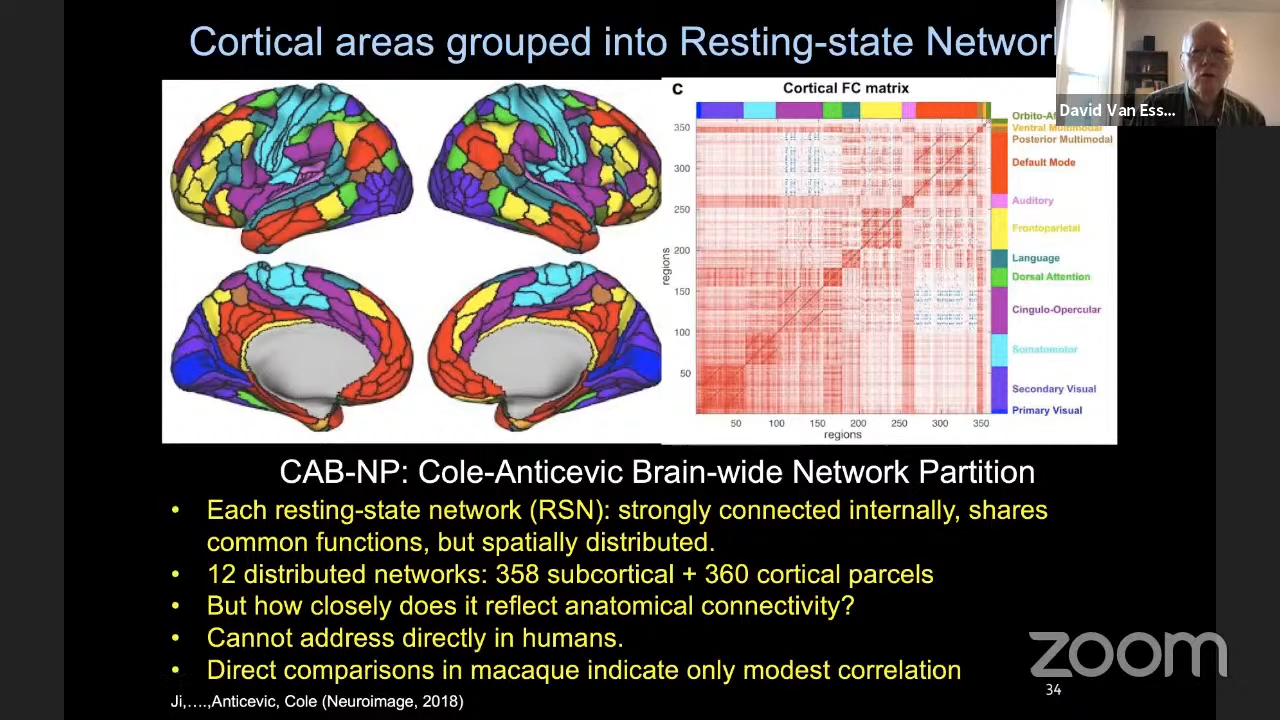 Cortical areas grouped into Resting-state Network
David Van Ess...
C
Cortical FC matrix
350
300
250
200
150
100
50
regions
50
100
150
200
250
300
350
regions
Orbito-Af
Ventral Multimodal
Posterior Multimodal
Default Mode
Auditory
Frontoparietal
Language
Dorsal Attention
Cingulo-Opercular
Somatomotor
Secondary Visual
Primary Visual
CAB-NP: Cole-Anticevic Brain-wide Network Partition
• Each resting-state network (RSN): strongly connected internally, shares
common functions, but spatially distributed.
• 12 distributed networks: 358 subcortical + 360 cortical parcels
• But how closely does it reflect anatomical connectivity?
• Cannot address directly in humans.
• Direct comparisons in macaque indicate only modest correlation
Ji,….,Anticevic, Cole (Neuroimage, 2018)
zoom
34